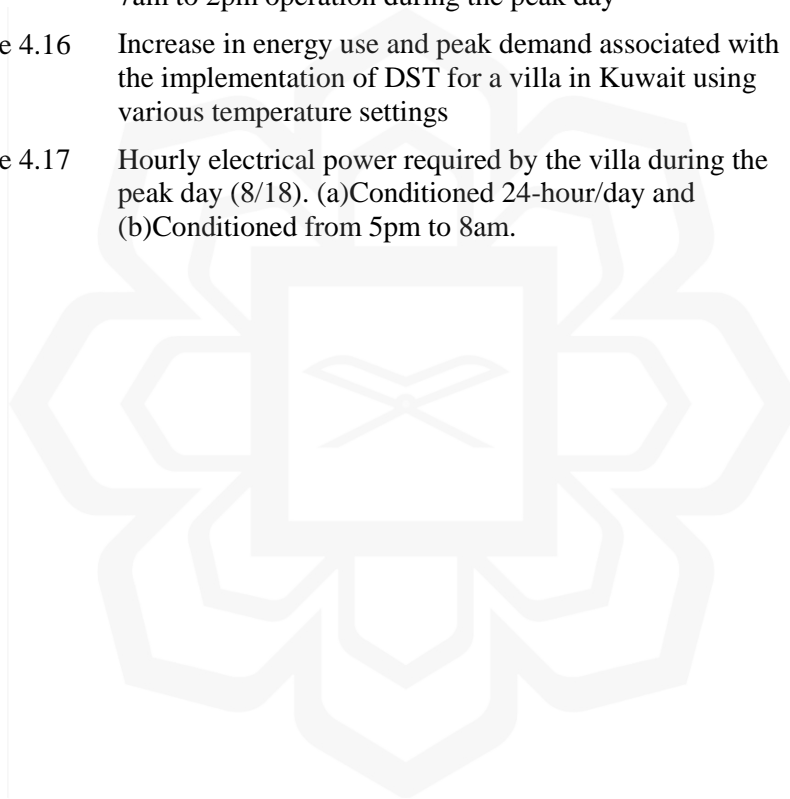 7am to 2pm operation during the peak day
e 4.16 Increase in energy use and peak demand associated with
the implementation of DST for a villa in Kuwait using
various temperature settings
e 4.17 Hourly electrical power required by the villa during the
peak day (8/18). (a)Conditioned 24-hour/day and
(b)Conditioned from 5pm to 8am.